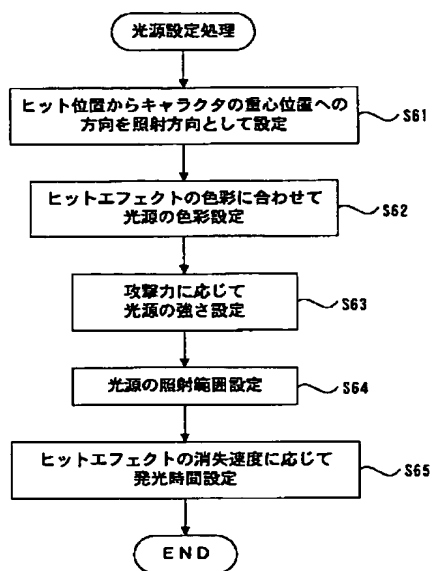 光源設定処理
ヒット位置からキャラクタの重心位置への
方向を照射方向として設定
S61
ヒットエフェクトの色彩に合わせて
光源の色彩設定
S62
攻撃力に応じて
光源の強さ設定
S63
光源の照射範囲設定
S64
ヒットエフェクトの消失速度に応じて
発光時間設定
S65
END